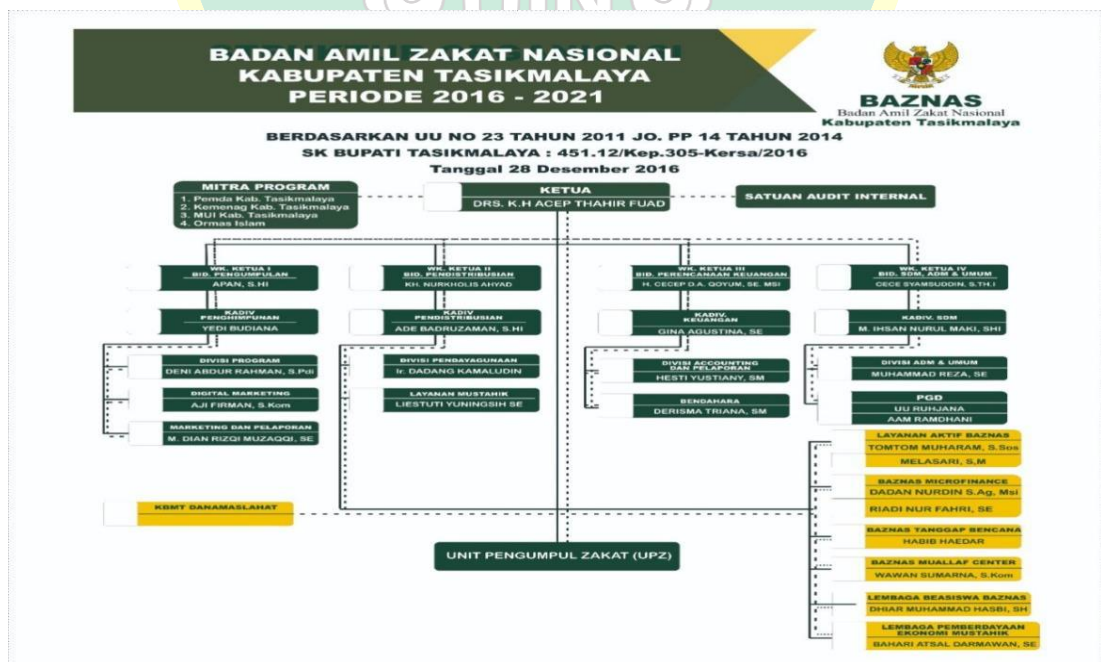 BADAN AMIL ZAKAT NASIONAL
KABUPATEN TASIKMALAYA
PERIODE 2016 - 2021
BAZNAS
Badan Amil Zakat Nasional
Kabupaten Tasikmalaya
BERDASARKAN UU NO 23 TAHUN 2011 JO. PP 14 TAHUN 2014
SK BUPATI TASIKMALAYA : 451.12/Kep.305-Kersa/2016
Tanggal 28 Desember 2016
MITRA PROGRAM
1. Pemda Kab. Tasikmalaya
2. Kemenag Kab. Tasikmalaya
3. MUI Kab. Tasikmalaya
4. Ormas Islam
KETUA
DRS. K.H ACEP THAHIR FUAD
SATUAN AUDIT INTERNAL
WK. KETUA I
BID. PENGUMPULAN
APAN, S.HI
WK. KETUA II
BID. PENDISTRIBUSIAN
KH. NURKHOLIS AHYAD
WK. KETUA III
BID. PERENCANAAN KEUANGAN
H. CECEP D.A. QOYUM, SE. MSI
WK. KETUA IV
BID. SDM, ADM & UMUM
CECE SYAMSUDDIN, S.TH.I
KADIV
PENGHIMPUNAN
YEDI BUDIANA
KADIV
PENDISTRIBUSIAN
ADE BADRUZAMAN, S.HI
KADIV.
KEUANGAN
GINA AGUSTINA, SE
KADIV. SDM
M. IHSAN NURUL MAKI, SHI
DIVISI PROGRAM
DENI ABDUR RAHMAN,
DIVISI PENDAYAGUNAAN
Ir. DADANG KAMALUDIN
DIVISI ACCOUNTING
DAN PELAPORAN
HESTI YUSTIANY, SM
DIVISI ADM & UMUM
MUHAMMAD REZA, SE
DIGITAL MARKETING
AJI FIRMAN, S.Kom
LAYANAN MUSTAHIK
LIESTUTI YUNINGSIH SE
BENDAHARA
DERISMA TRIANA, SM
PGD
UU RUHJANA
AAM RAMDHANI
MARKETING DAN PELAPORAN
M. DIAN RIZQI MUZAQQI, SE
LAYANAN AKTIF BAZNAS
TOMTOM MUHARAM, S.Sos
MELASARI, S,M
BAZNAS MICROFINANCE
DADAN NURDIN S.Ag, Msi
RIADI NUR FAHRI, SE
KBMT DANAMASLAHAT
BAZNAS TANGGAP BENCANA
HABIB HAEDAR
UNIT PENGUMPUL ZAKAT (UPZ)
BAZNAS MUALLAF CENTER
WAWAN SUMARNA, S.Kom
LEMBAGA BEASISWA BAZNAS
DHIAR MUHAMMAD HASBI, SH
LEMBAGA PEMBERDAYAAN
EKONOMI MUSTAHIK
BAHARI ATSAL DARMAWAN, SE